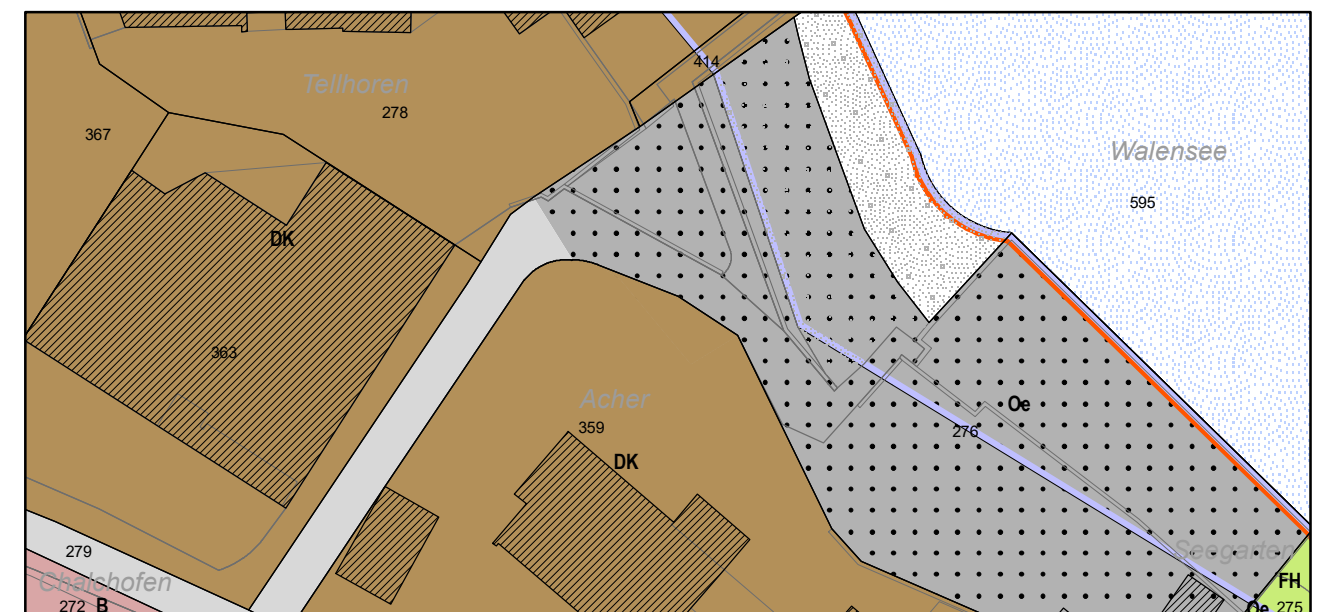 414
Tellhoren
278
367
Walensee
595
DK
363
Acher
359
DK
Oe
276
279
Seegarten
Chalchofen
FH
272 B
Oe 275